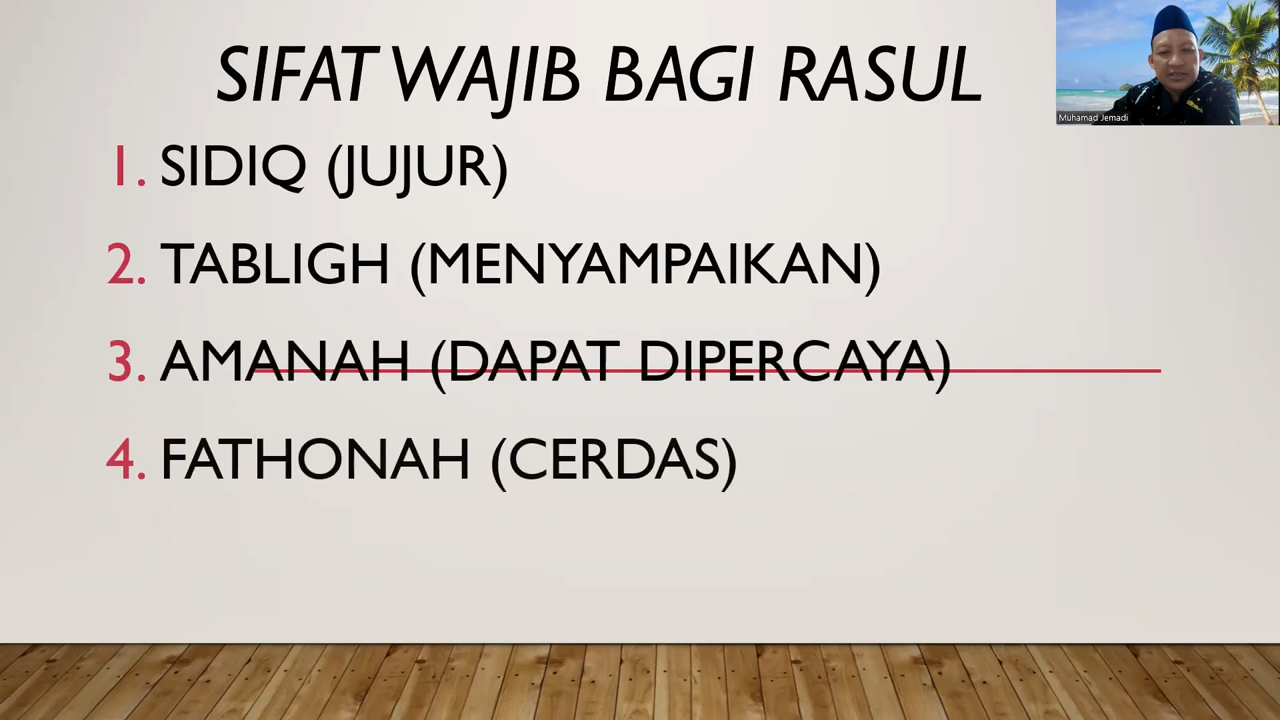 SIFAT WAJIB BAGI RASUL
1. SIDIQ (JUJUR)
2. TABLIGH (MENYAMPAIKAN)
3. AMANAH (DAPAT DIPERCAYA)
4. FATHONAH (CERDAS)
Muhamad Jemadi